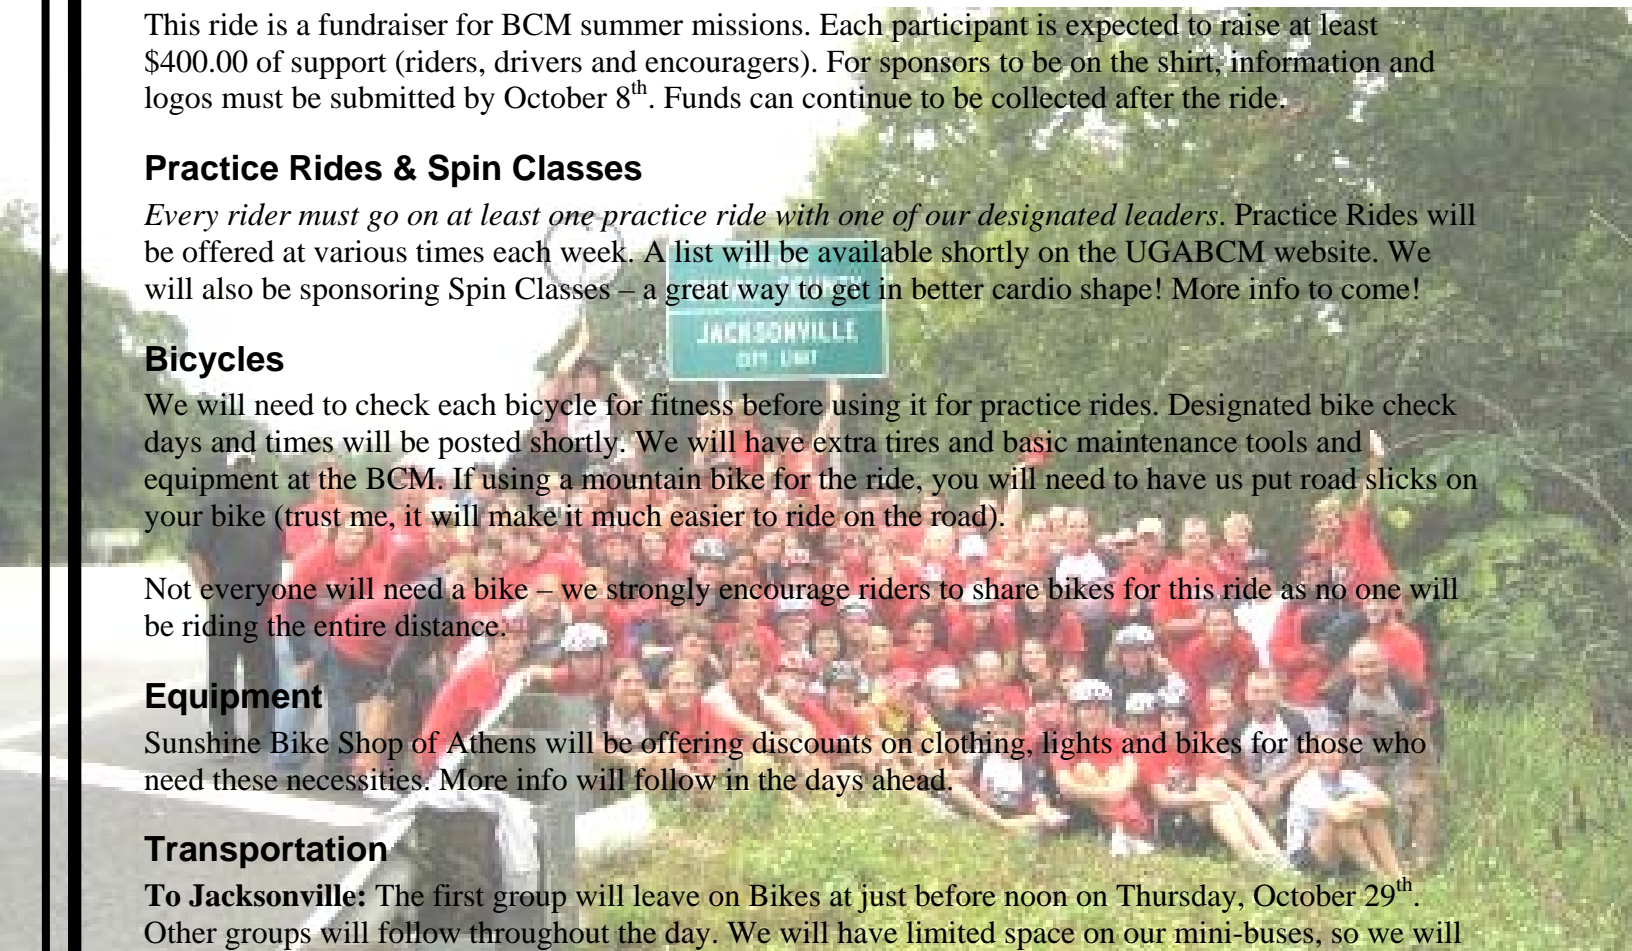 This ride is a fundraiser for BCM summer missions. Each participant is expected to raise at least
$400.00 of support (riders, drivers and encouragers). For sponsors to be on the shirt, information and
logos must be submitted by October 8th. Funds can continue to be collected after the ride.
Practice Rides & Spin Classes
Every rider must go on at least one practice ride with one of our designated leaders. Practice Rides will
be offered at various times each week. A list will be available shortly on the UGABCM website. We
will also be sponsoring Spin Classes – a great way to get in better cardio shape! More info to come!
JACKSONVILLE
CITY LIMIT
Bicycles
We will need to check each bicycle for fitness before using it for practice rides. Designated bike check
days and times will be posted shortly. We will have extra tires and basic maintenance tools and
equipment at the BCM. If using a mountain bike for the ride, you will need to have us put road slicks on
your bike (trust me, it will make it much easier to ride on the road).
Not everyone will need a bike – we strongly encourage riders to share bikes for this ride as no one will
be riding the entire distance.
Equipment
Sunshine Bike Shop of Athens will be offering discounts on clothing, lights and bikes for those who
need these necessities. More info will follow in the days ahead.
Transportation
To Jacksonville: The first group will leave on Bikes at just before noon on Thursday, October 29th.
Other groups will follow throughout the day. We will have limited space on our mini-buses, so we will